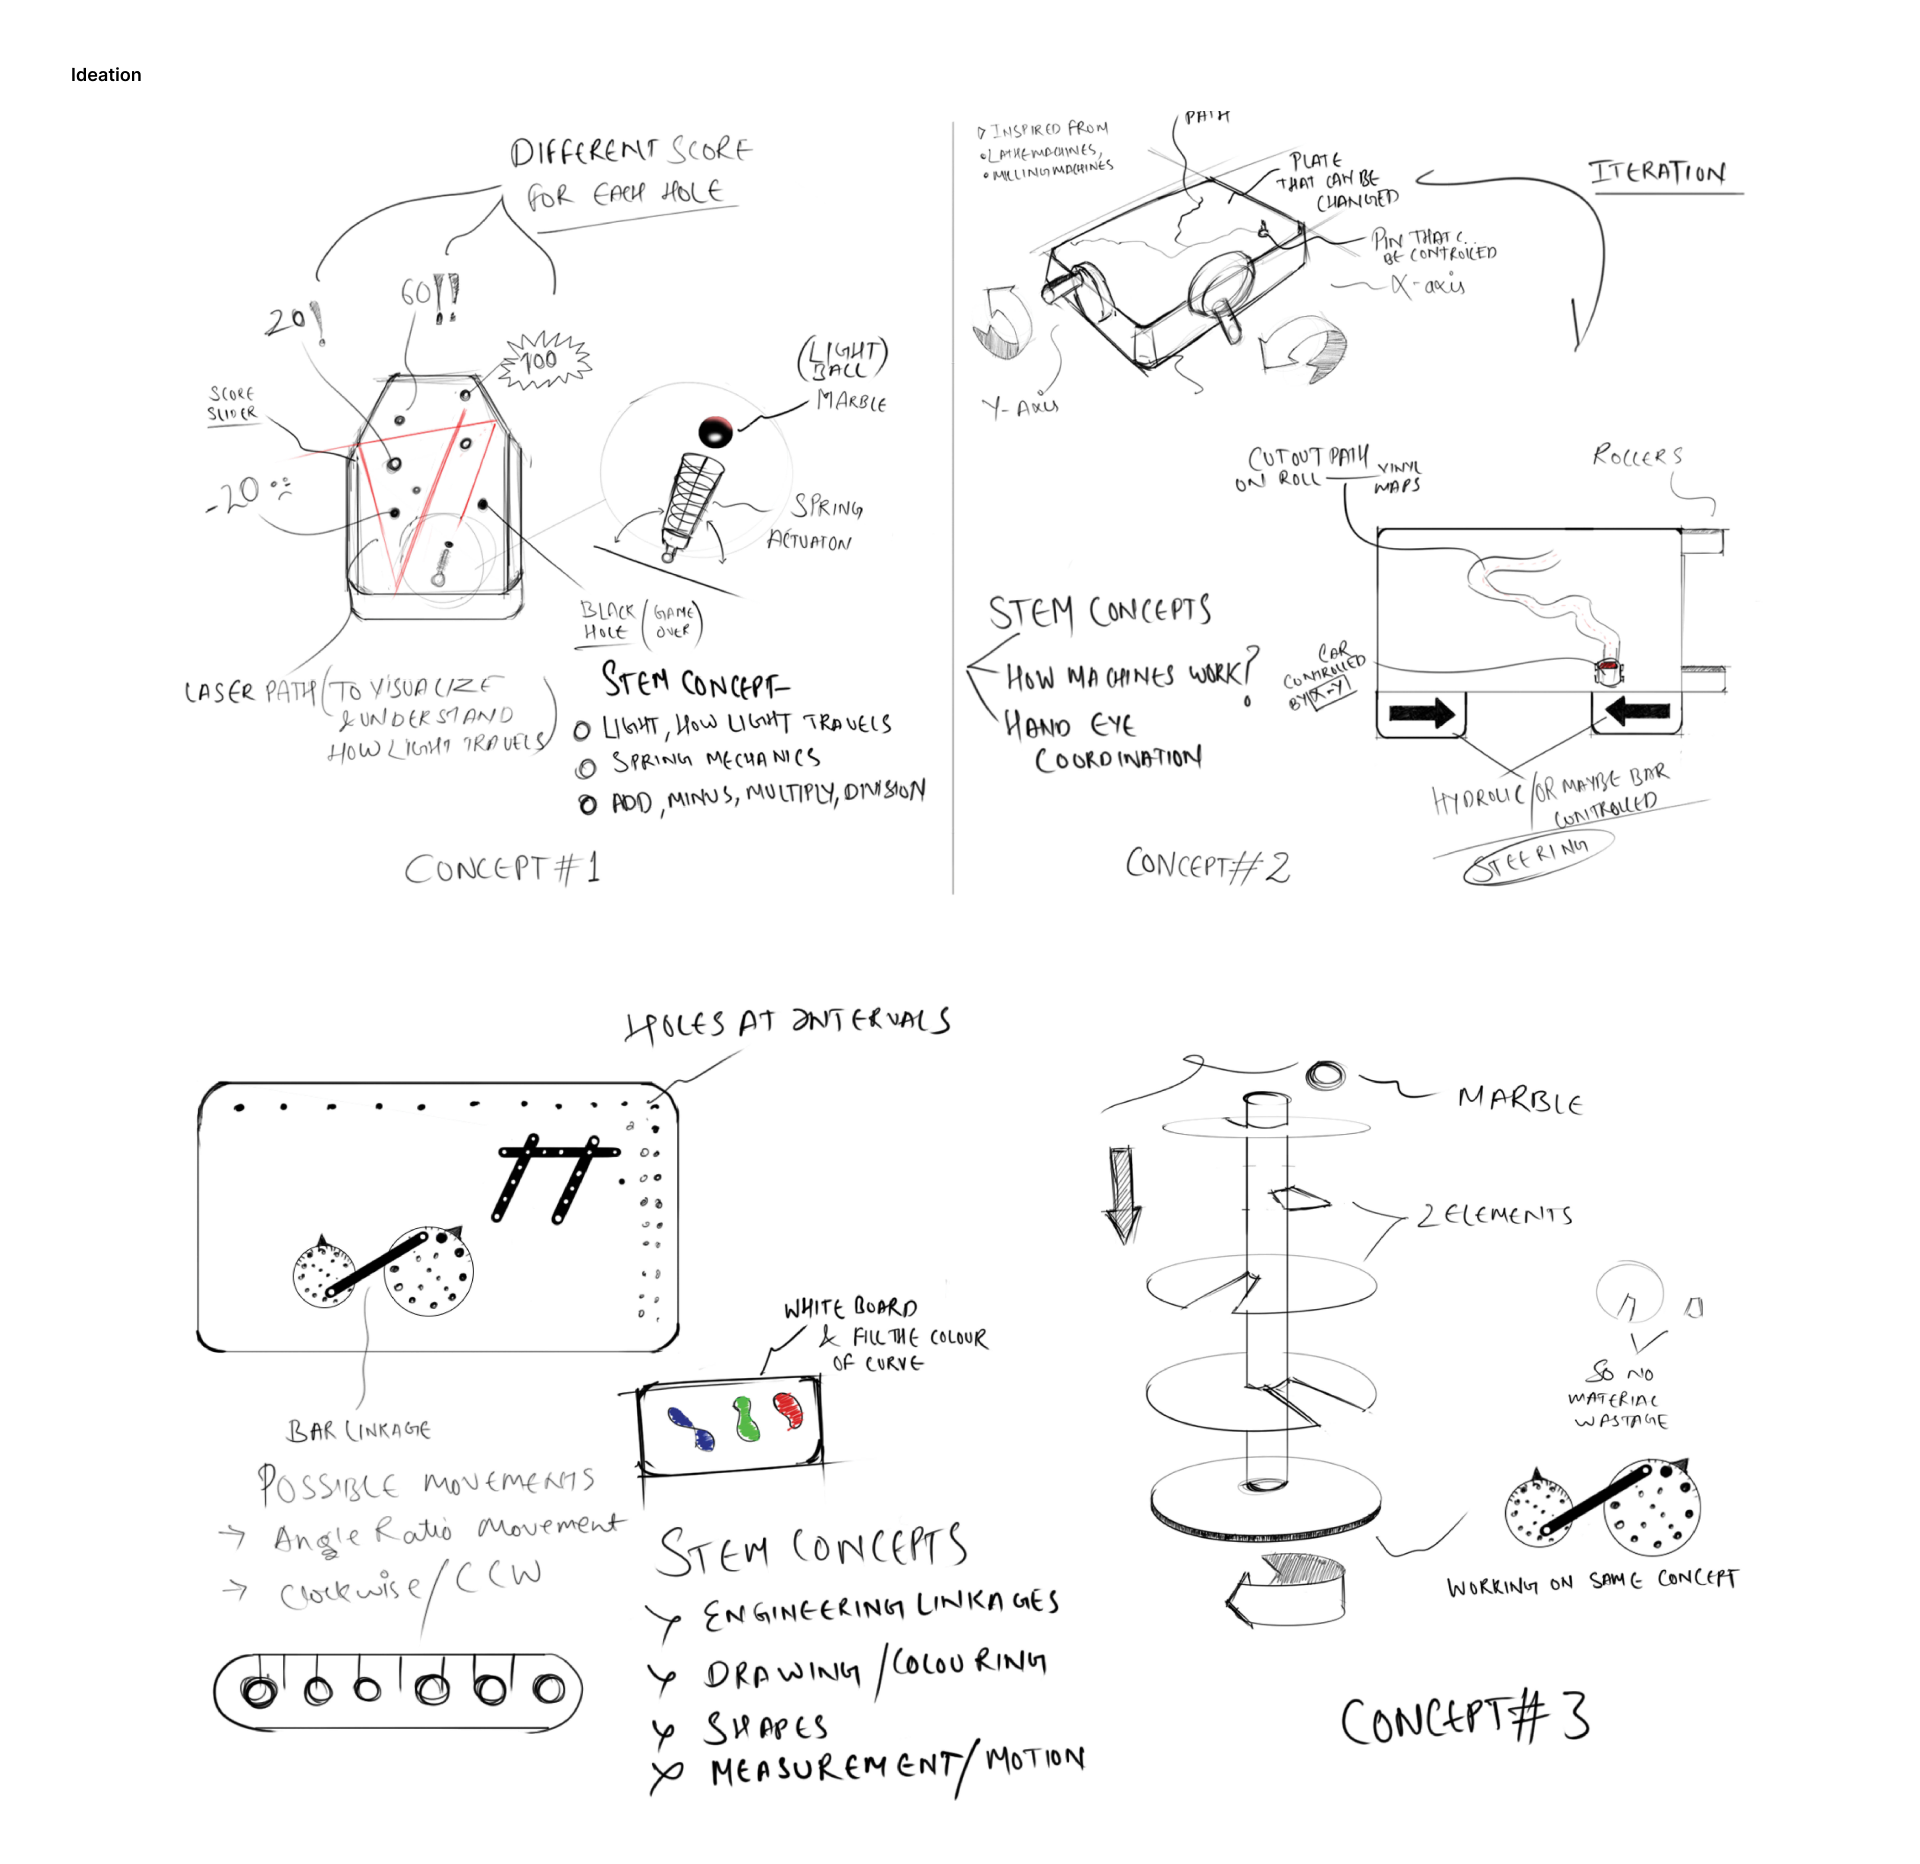 Ideation
DIFFERENT SCORE
FOR EACH HOLE
20!
60!!
100
SCORE
SLIDER
-20
(LIGHT)
BALL
MARBLE
SPRING
ACTUATON
BLACK (GAME
HOLE OVER)
LASER PATH (TO VISUALIZE
& UNDERSTAND
HOW LIGHT TRAVELS)
STEM CONCEPT
LIGHT, HOW LIGHT TRAVELS
SPRING MECHANICS
ADD, MINUS, MULTIPLY, DIVISION
CONCEPT #1
INSPIRED FROM
• LATHE MACHINES,
• MILLING MACHINES
PATH
PLATE
THAT CAN BE
CHANGED
PIN THAT C..
BE CONTROLLED
X-axis
Y-Axis
ITERATION
CUTOUT PATH
ON ROLL — VINYL
MAPS
ROLLERS
STEM CONCEPTS
HOW MACHINES WORK?
HAND EYE
COORDINATION
CAR
CONTROLLED
BY X-Y
HYDROLIC/OR MAYBE BAR
CONTROLLED
STEERING
CONCEPT #2
HOLES AT INTERVALS
BAR LINKAGE
POSSIBLE MOVEMENTS
→ Angle Ratio Movement
→ Clockwise/CCW
WHITE BOARD
& FILL THE COLOUR
OF CURVE
STEM CONCEPTS
ENGINEERING LINKAGES
DRAWING/COLOURING
SHAPES
MEASUREMENT/MOTION
MARBLE
2 ELEMENTS
SO NO
MATERIAL
WASTAGE
WORKING ON SAME CONCEPT
CONCEPT #3